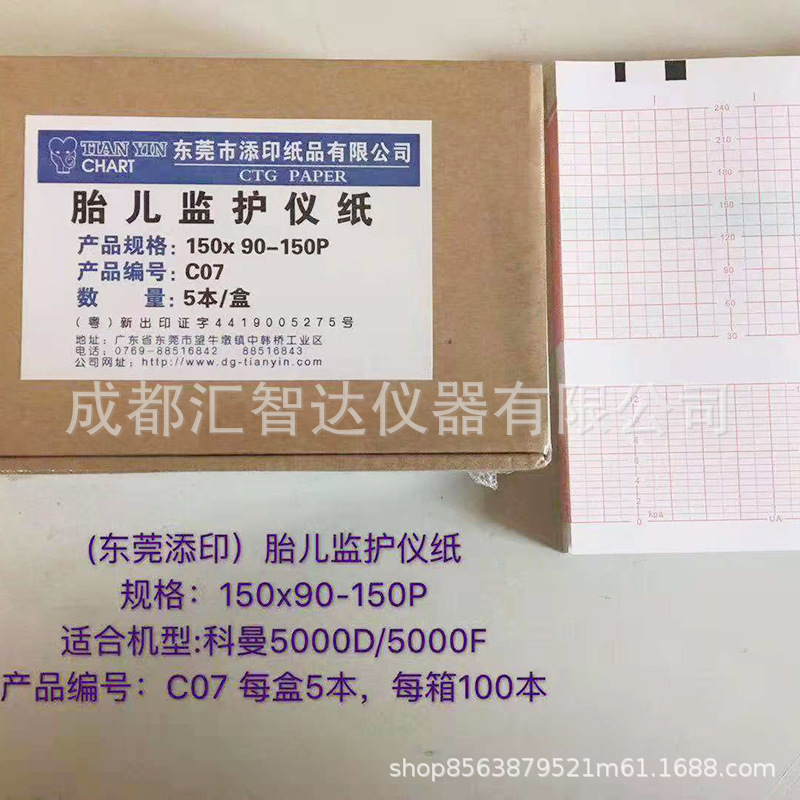 TIAN YIN
CHART
东莞市添印纸品有限公司
CTG PAPER
胎儿监护仪纸
产品规格：150x 90-150P
产品编号：C07
数 量：5本/盒
（粤）新出印证字4419005275号
地址：广东省东莞市望牛墩镇中韩桥工业区
电话：0769-88516842 88516843
公司网址：http://www.dg-tianyin.com
240
210
180
150
120
90
60
30
12
8
6
4
2
0
kpa
UA
成都汇智达仪器有限公司
(东莞添印）胎儿监护仪纸
规格：150x90-150P
适合机型:科曼5000D/5000F
产品编号：C07 每盒5本，每箱100本
shop8563879521m61.1688.com